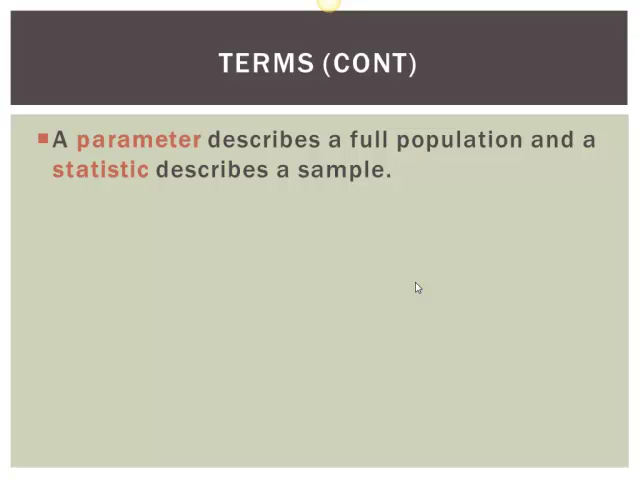 TERMS (CONT)
A parameter describes a full population and a
statistic describes a sample.